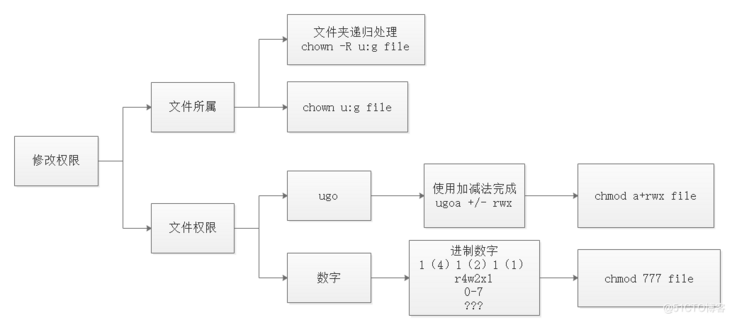 文件夹递归处理
chown -R u:g file
文件所属
chown u:g file
修改权限
ugo
使用加减法完成
ugoa +/- rwx
chmod a+rwx file
文件权限
数字
进制数字
1（4）1（2）1（1）
r4w2x1
0-7
???
chmod 777 file
@51CTO博客